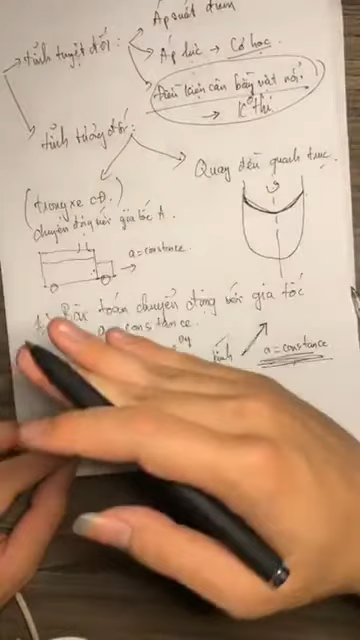 Áp suất điểm
→ tĩnh tuyệt đối : → Áp lực → Cơ học.
Điều kiện cân bằng vật nổi
→ K° thi
tĩnh tương đối :
Quay đều quanh trục.
(trong xe CĐ.)
chuyển động với gia tốc A.
a = constance
1. Bài toán chuyển động với gia tốc
a = constance.
tĩnh
a = constance